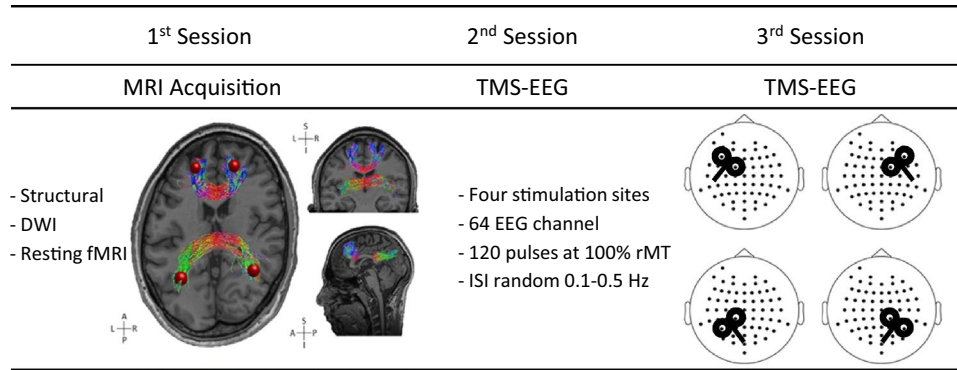 1st Session
2nd Session
3rd Session
MRI Acquisition
TMS-EEG
TMS-EEG
- Structural
- DWI
- Resting fMRI
S
L R
I
A
L R
P
S
A P
I
- Four stimulation sites
- 64 EEG channel
- 120 pulses at 100% rMT
- ISI random 0.1-0.5 Hz